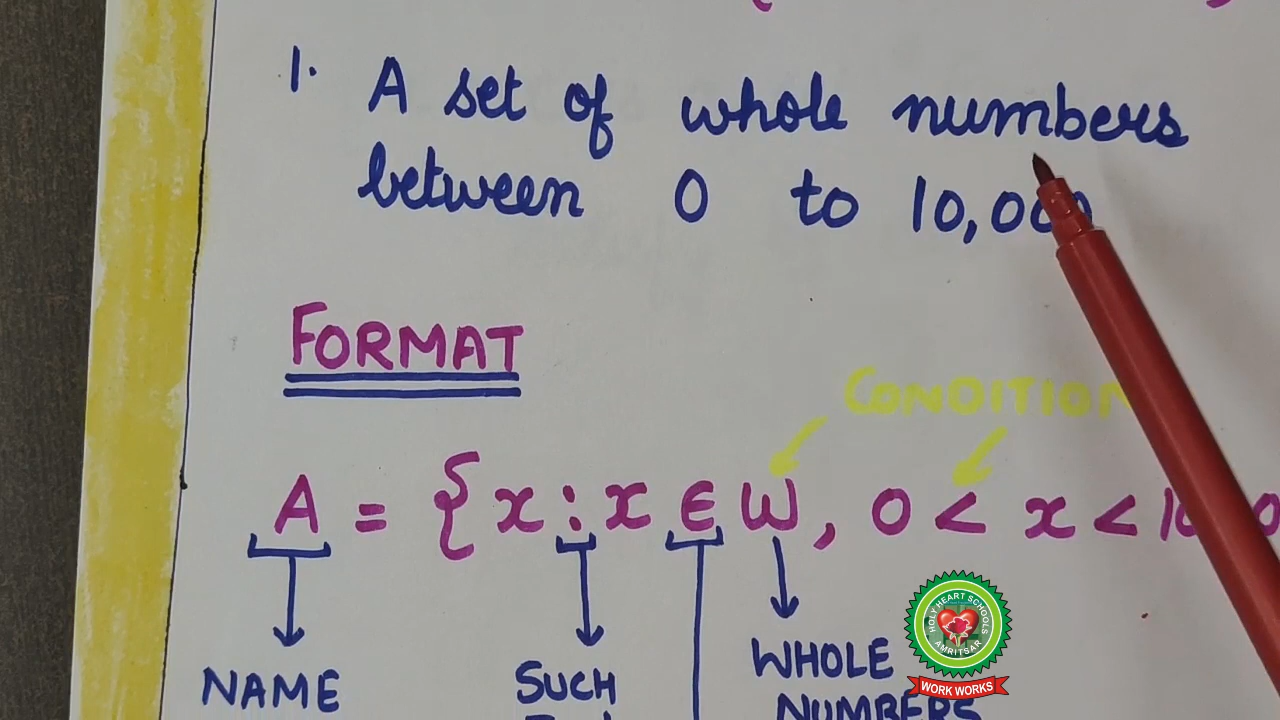 1. A set of whole numbers
between 0 to 10,000
FORMAT
CONDITION
A = { x : x ∈ W, 0 < x < 10
NAME
SUCH
WHOLE
NUMBERS
HOLY HEART SCHOOLS
AMRITSAR
WORK WORKS